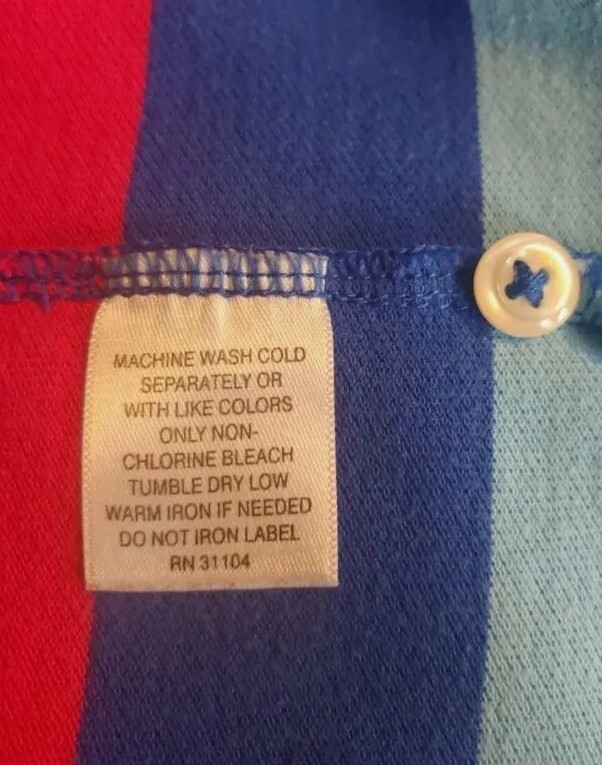 MACHINE WASH COLD
SEPARATELY OR
WITH LIKE COLORS
ONLY NON-
CHLORINE BLEACH
TUMBLE DRY LOW
WARM IRON IF NEEDED
DO NOT IRON LABEL
RN 31104